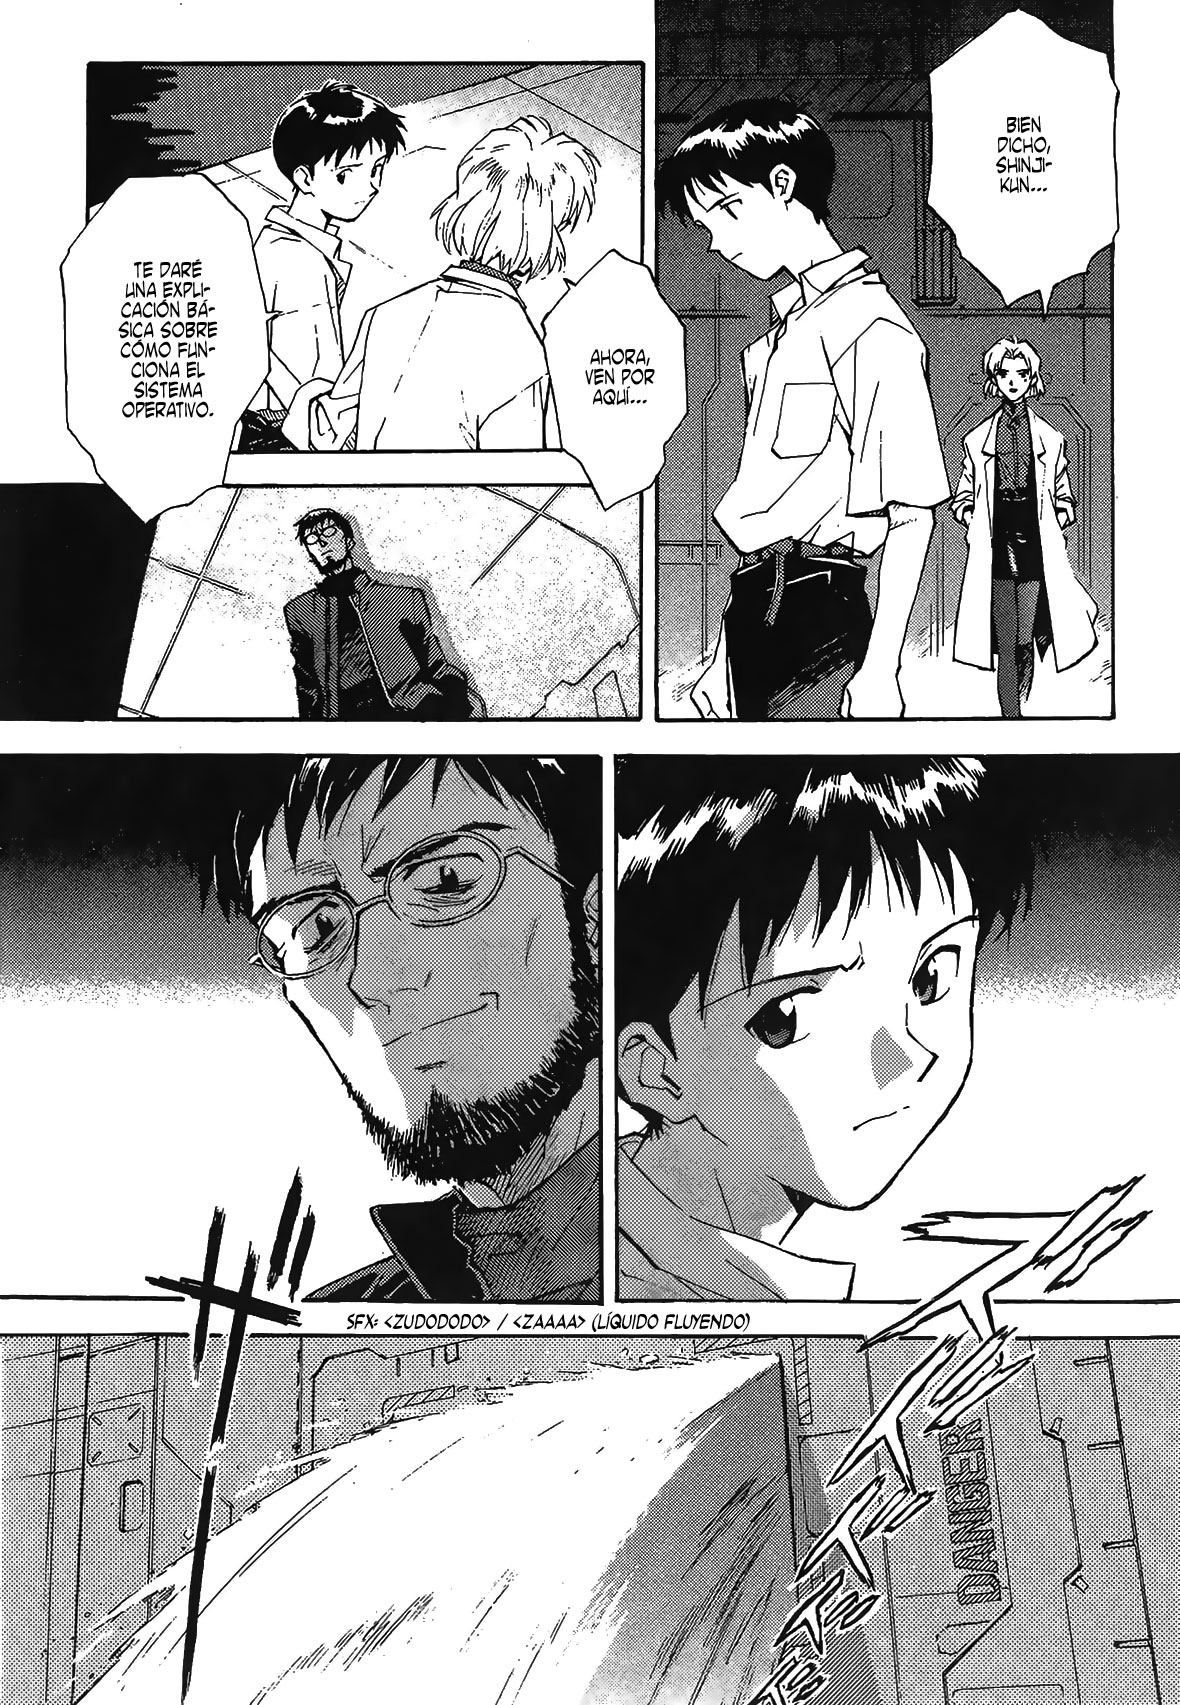 BIEN
DICHO,
SHINJI-
KUN...
AHORA,
VEN POR
AQUÍ...
TE DARÉ
UNA EXPLI-
CACIÓN BÁ-
SICA SOBRE
CÓMO FUN-
CIONA EL
SISTEMA
OPERATIVO.
SFX: <ZUDODODO> / <ZAAAA> (LÍQUIDO FLUYENDO)
DANGER